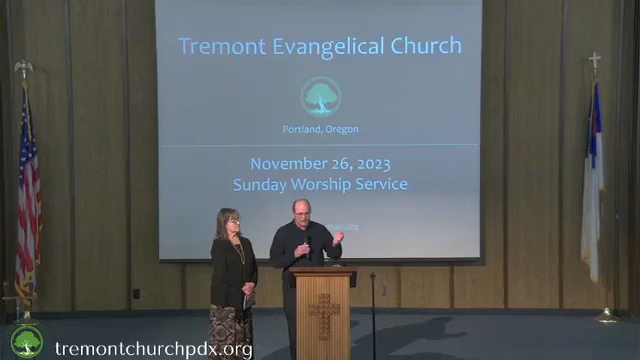 Tremont Evangelical Church
Portland, Oregon
November 26, 2023
Sunday Worship Service
tremontchurchpdx.org